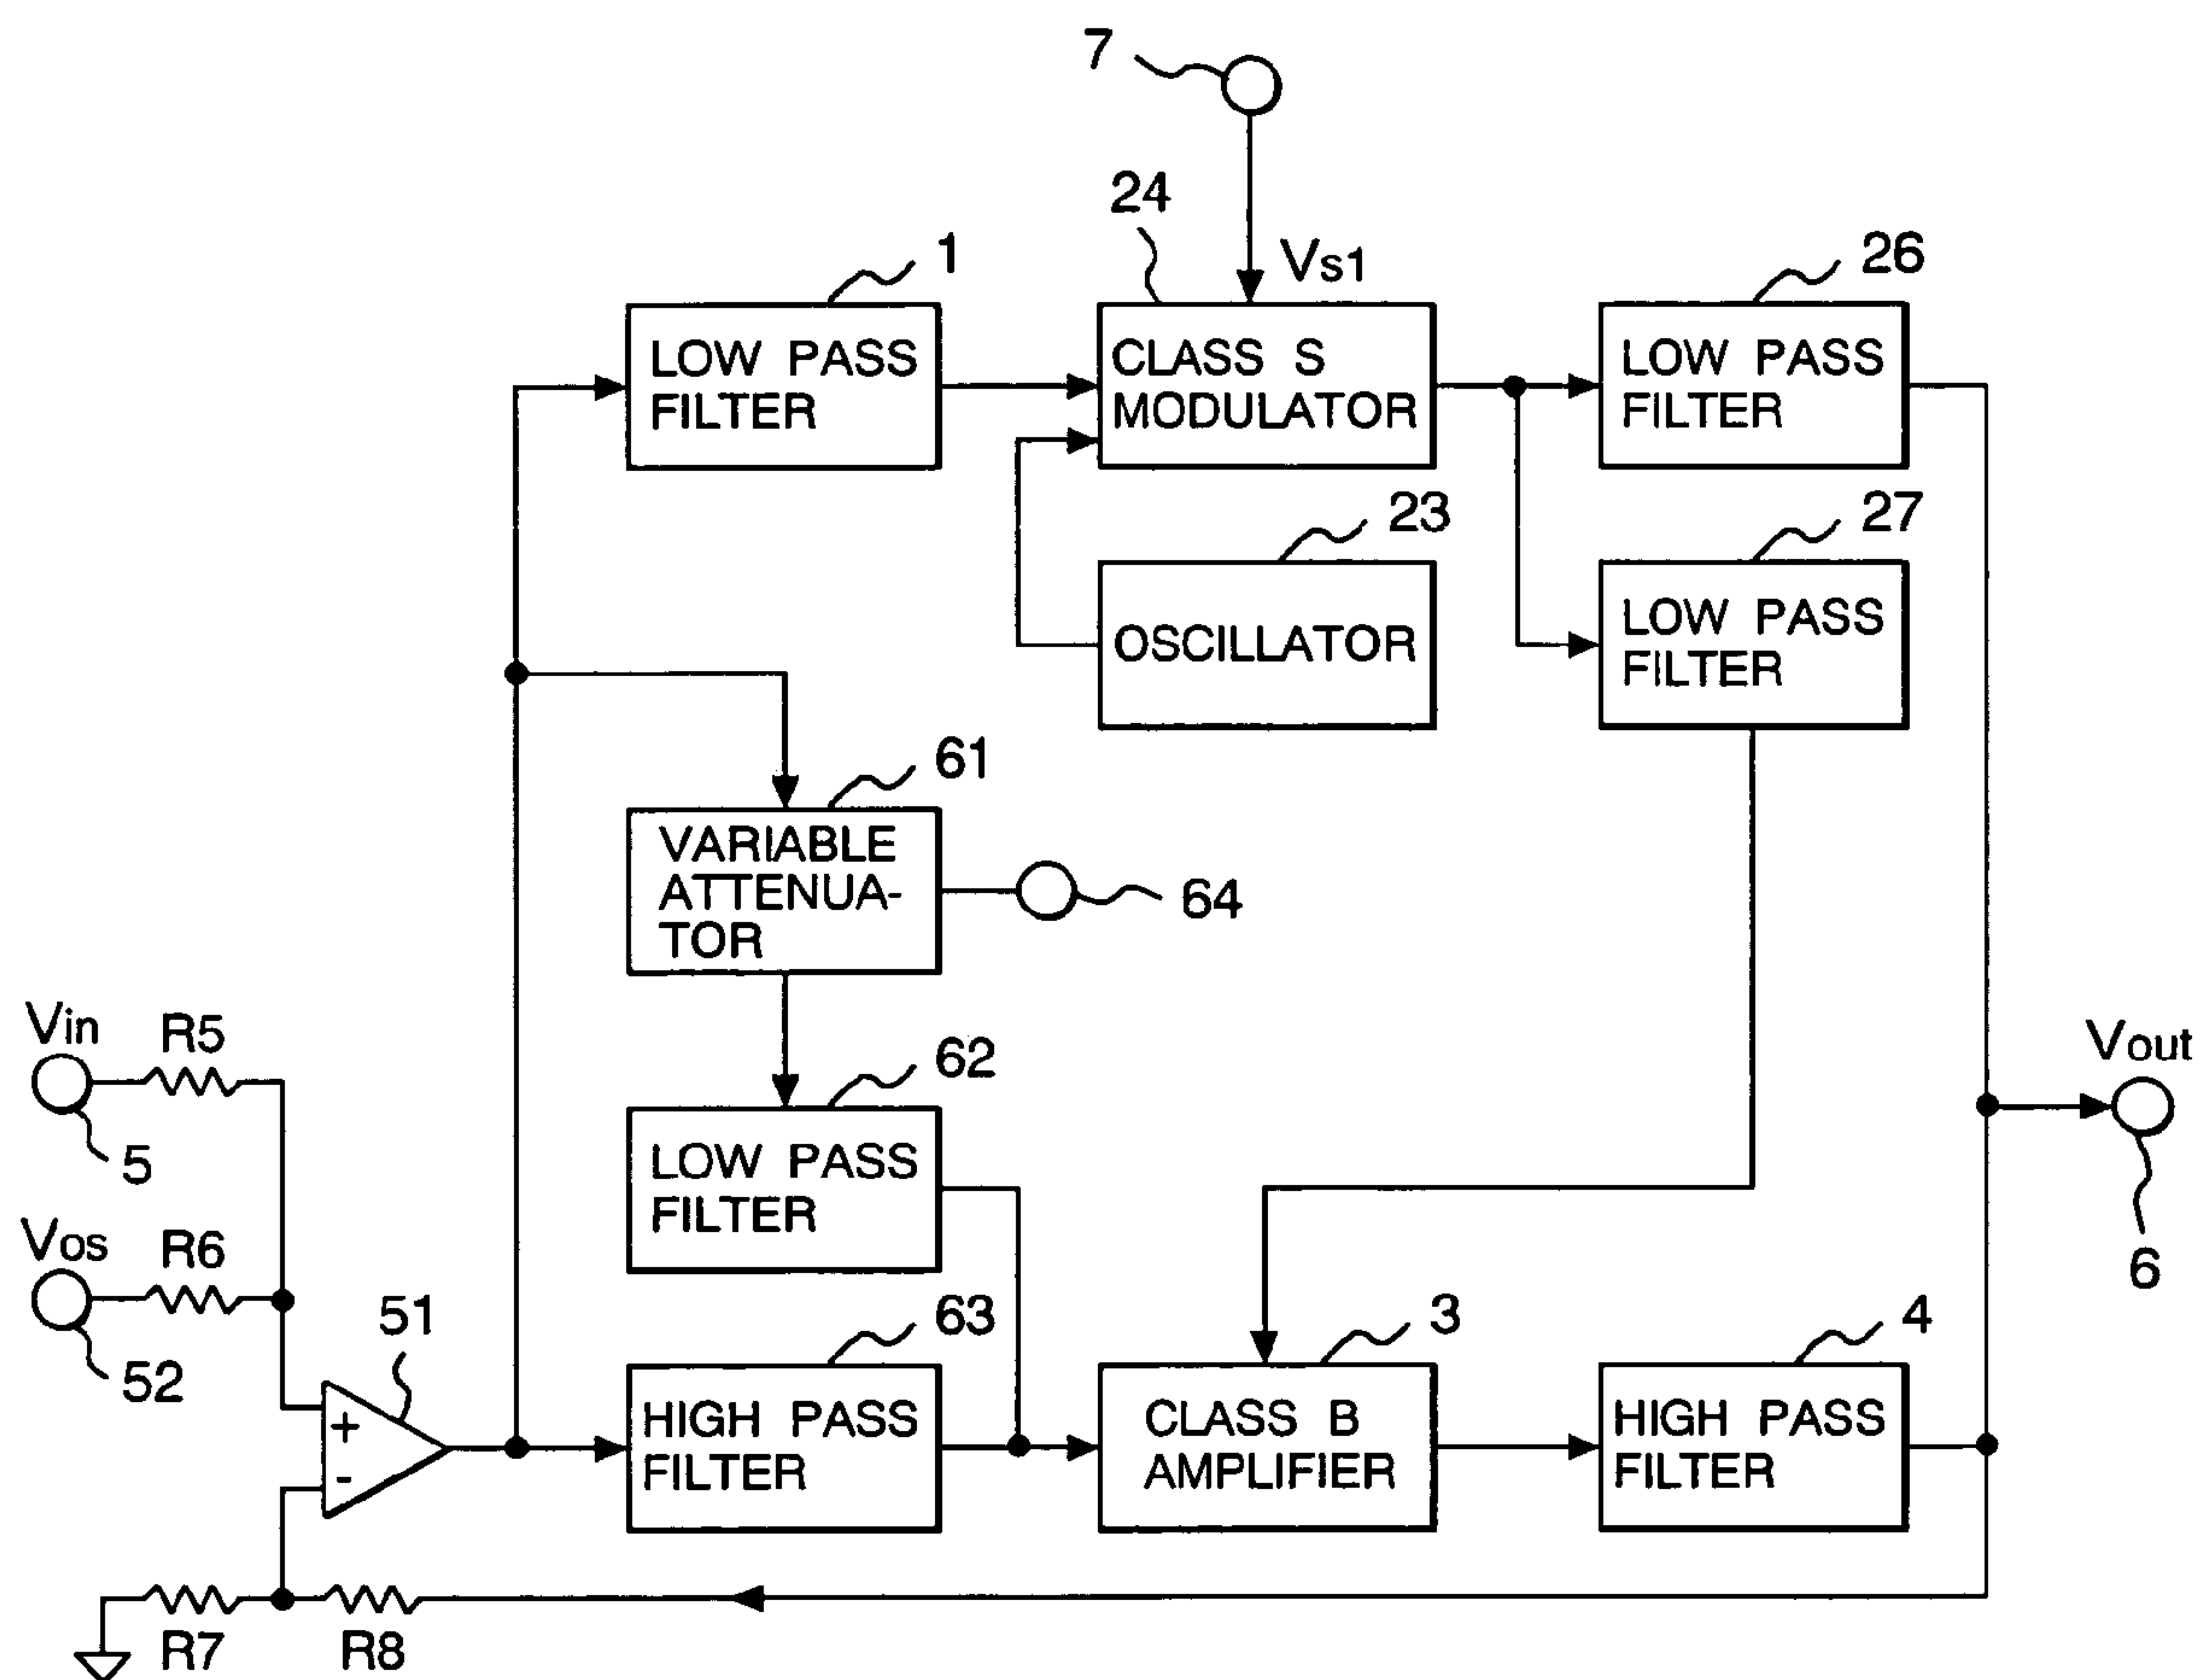 7
24
Vs1
1
26
LOW PASS
FILTER
CLASS S
MODULATOR
LOW PASS
FILTER
23
27
OSCILLATOR
LOW PASS
FILTER
61
VARIABLE
ATTENUA-
TOR
64
Vin
R5
5
62
Vout
6
LOW PASS
FILTER
Vos
R6
52
51
+
-
63
3
4
HIGH PASS
FILTER
CLASS B
AMPLIFIER
HIGH PASS
FILTER
R7
R8